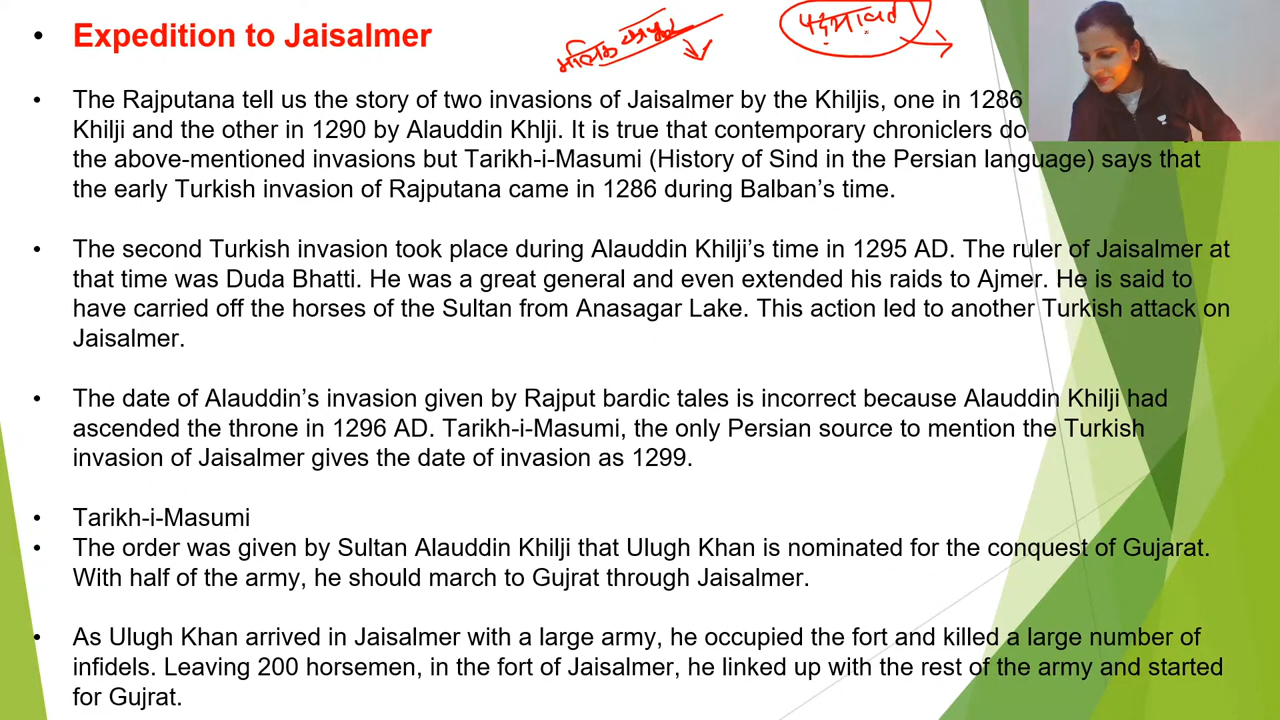 Expedition to Jaisalmer
मलिक काफूर
पद्मावत
The Rajputana tell us the story of two invasions of Jaisalmer by the Khiljis, one in 1286
Khilji and the other in 1290 by Alauddin Khlji. It is true that contemporary chroniclers do
the above-mentioned invasions but Tarikh-i-Masumi (History of Sind in the Persian language) says that
the early Turkish invasion of Rajputana came in 1286 during Balban’s time.
The second Turkish invasion took place during Alauddin Khilji’s time in 1295 AD. The ruler of Jaisalmer at
that time was Duda Bhatti. He was a great general and even extended his raids to Ajmer. He is said to
have carried off the horses of the Sultan from Anasagar Lake. This action led to another Turkish attack on
Jaisalmer.
The date of Alauddin’s invasion given by Rajput bardic tales is incorrect because Alauddin Khilji had
ascended the throne in 1296 AD. Tarikh-i-Masumi, the only Persian source to mention the Turkish
invasion of Jaisalmer gives the date of invasion as 1299.
Tarikh-i-Masumi
The order was given by Sultan Alauddin Khilji that Ulugh Khan is nominated for the conquest of Gujarat.
With half of the army, he should march to Gujrat through Jaisalmer.
As Ulugh Khan arrived in Jaisalmer with a large army, he occupied the fort and killed a large number of
infidels. Leaving 200 horsemen, in the fort of Jaisalmer, he linked up with the rest of the army and started
for Gujrat.